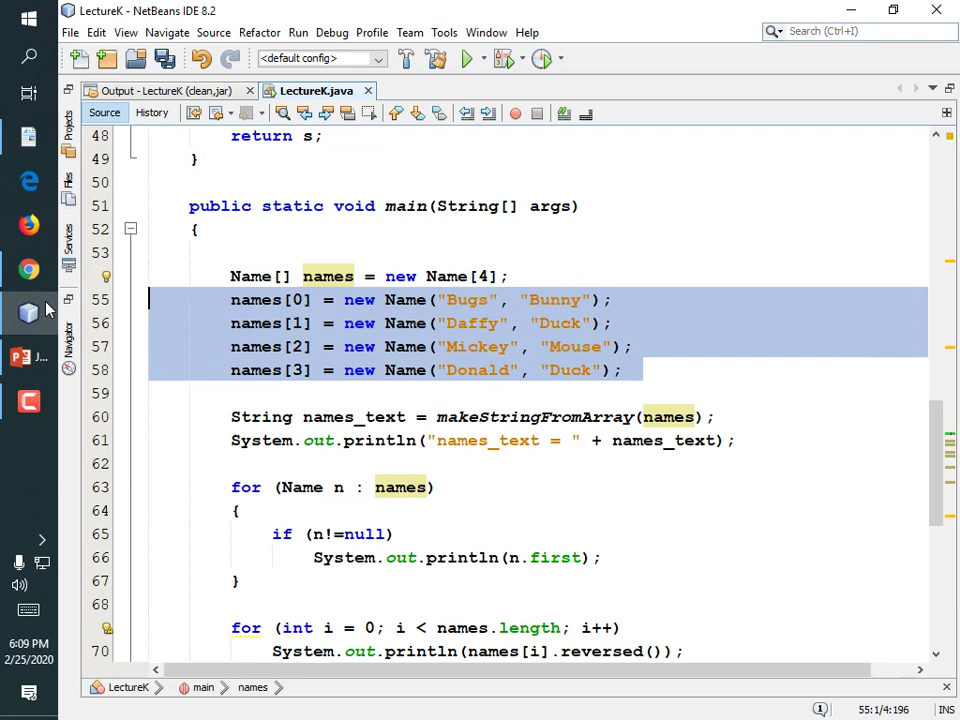 LectureK - NetBeans IDE 8.2
File Edit View Navigate Source Refactor Run Debug Profile Team Tools Window Help
Search (Ctrl+I)
<default config>
Output - LectureK (clean,jar)
LectureK.java
Source History
Projects
Files
Services
Navigator
48 return s;
49 }
50
51 public static void main(String[] args)
52 {
53
Name[] names = new Name[4];
55 names[0] = new Name("Bugs", "Bunny");
56 names[1] = new Name("Daffy", "Duck");
57 names[2] = new Name("Mickey", "Mouse");
58 names[3] = new Name("Donald", "Duck");
59
60 String names_text = makeStringFromArray(names);
61 System.out.println("names_text = " + names_text);
62
63 for (Name n : names)
64 {
65 if (n!=null)
66 System.out.println(n.first);
67 }
68
for (int i = 0; i < names.length; i++)
70 System.out.println(names[i].reversed());
J...
6:09 PM
2/25/2020
LectureK main names
1 55:1/4:196 INS